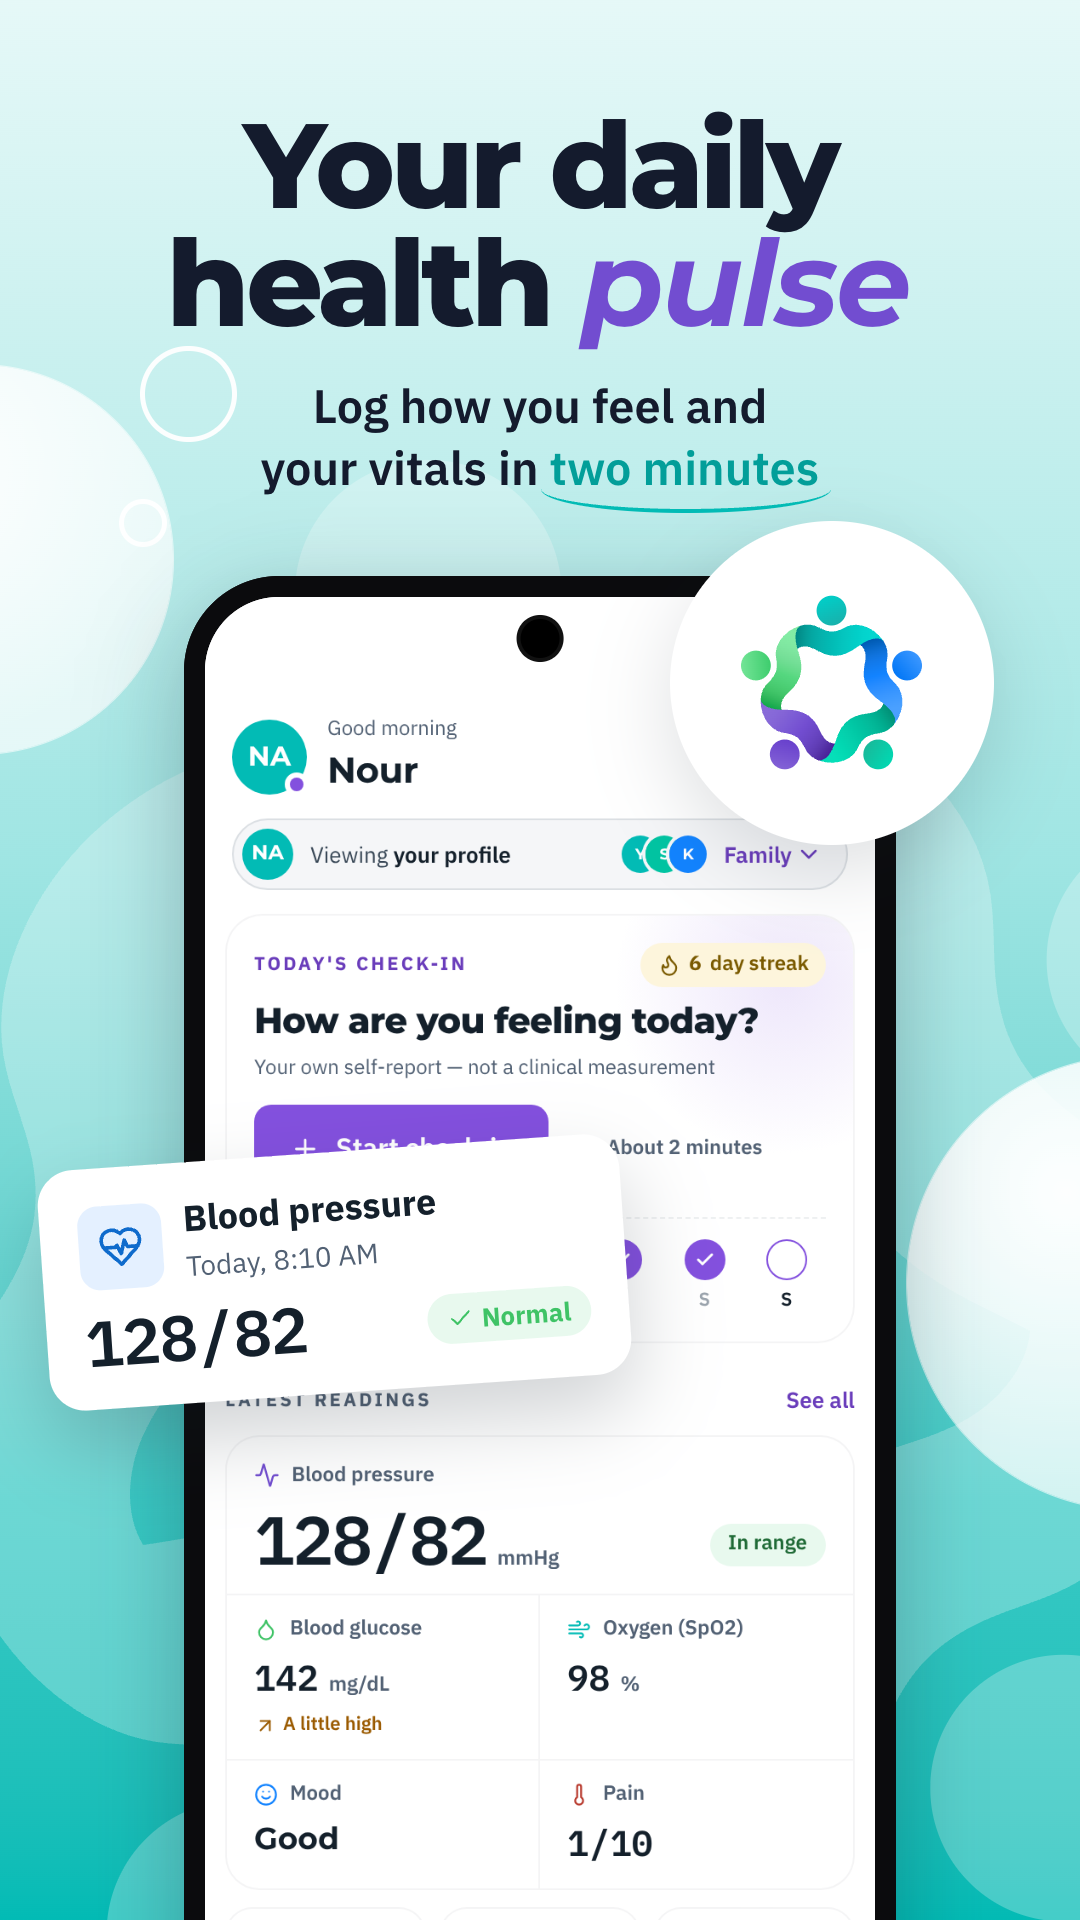 Your daily
health pulse
Log how you feel and
your vitals in two minutes
Good morning
NA
Nour
NA Viewing your profile K Family
TODAY'S CHECK-IN
6 day streak
How are you feeling today?
Your own self-report — not a clinical measurement
About 2 minutes
Blood pressure
Today, 8:10 AM
128/82
Normal
S S
LATEST READINGS
See all
Blood pressure
128/82 mmHg
In range
Blood glucose
142 mg/dL
A little high
Oxygen (SpO2)
98 %
Mood
Good
Pain
1/10